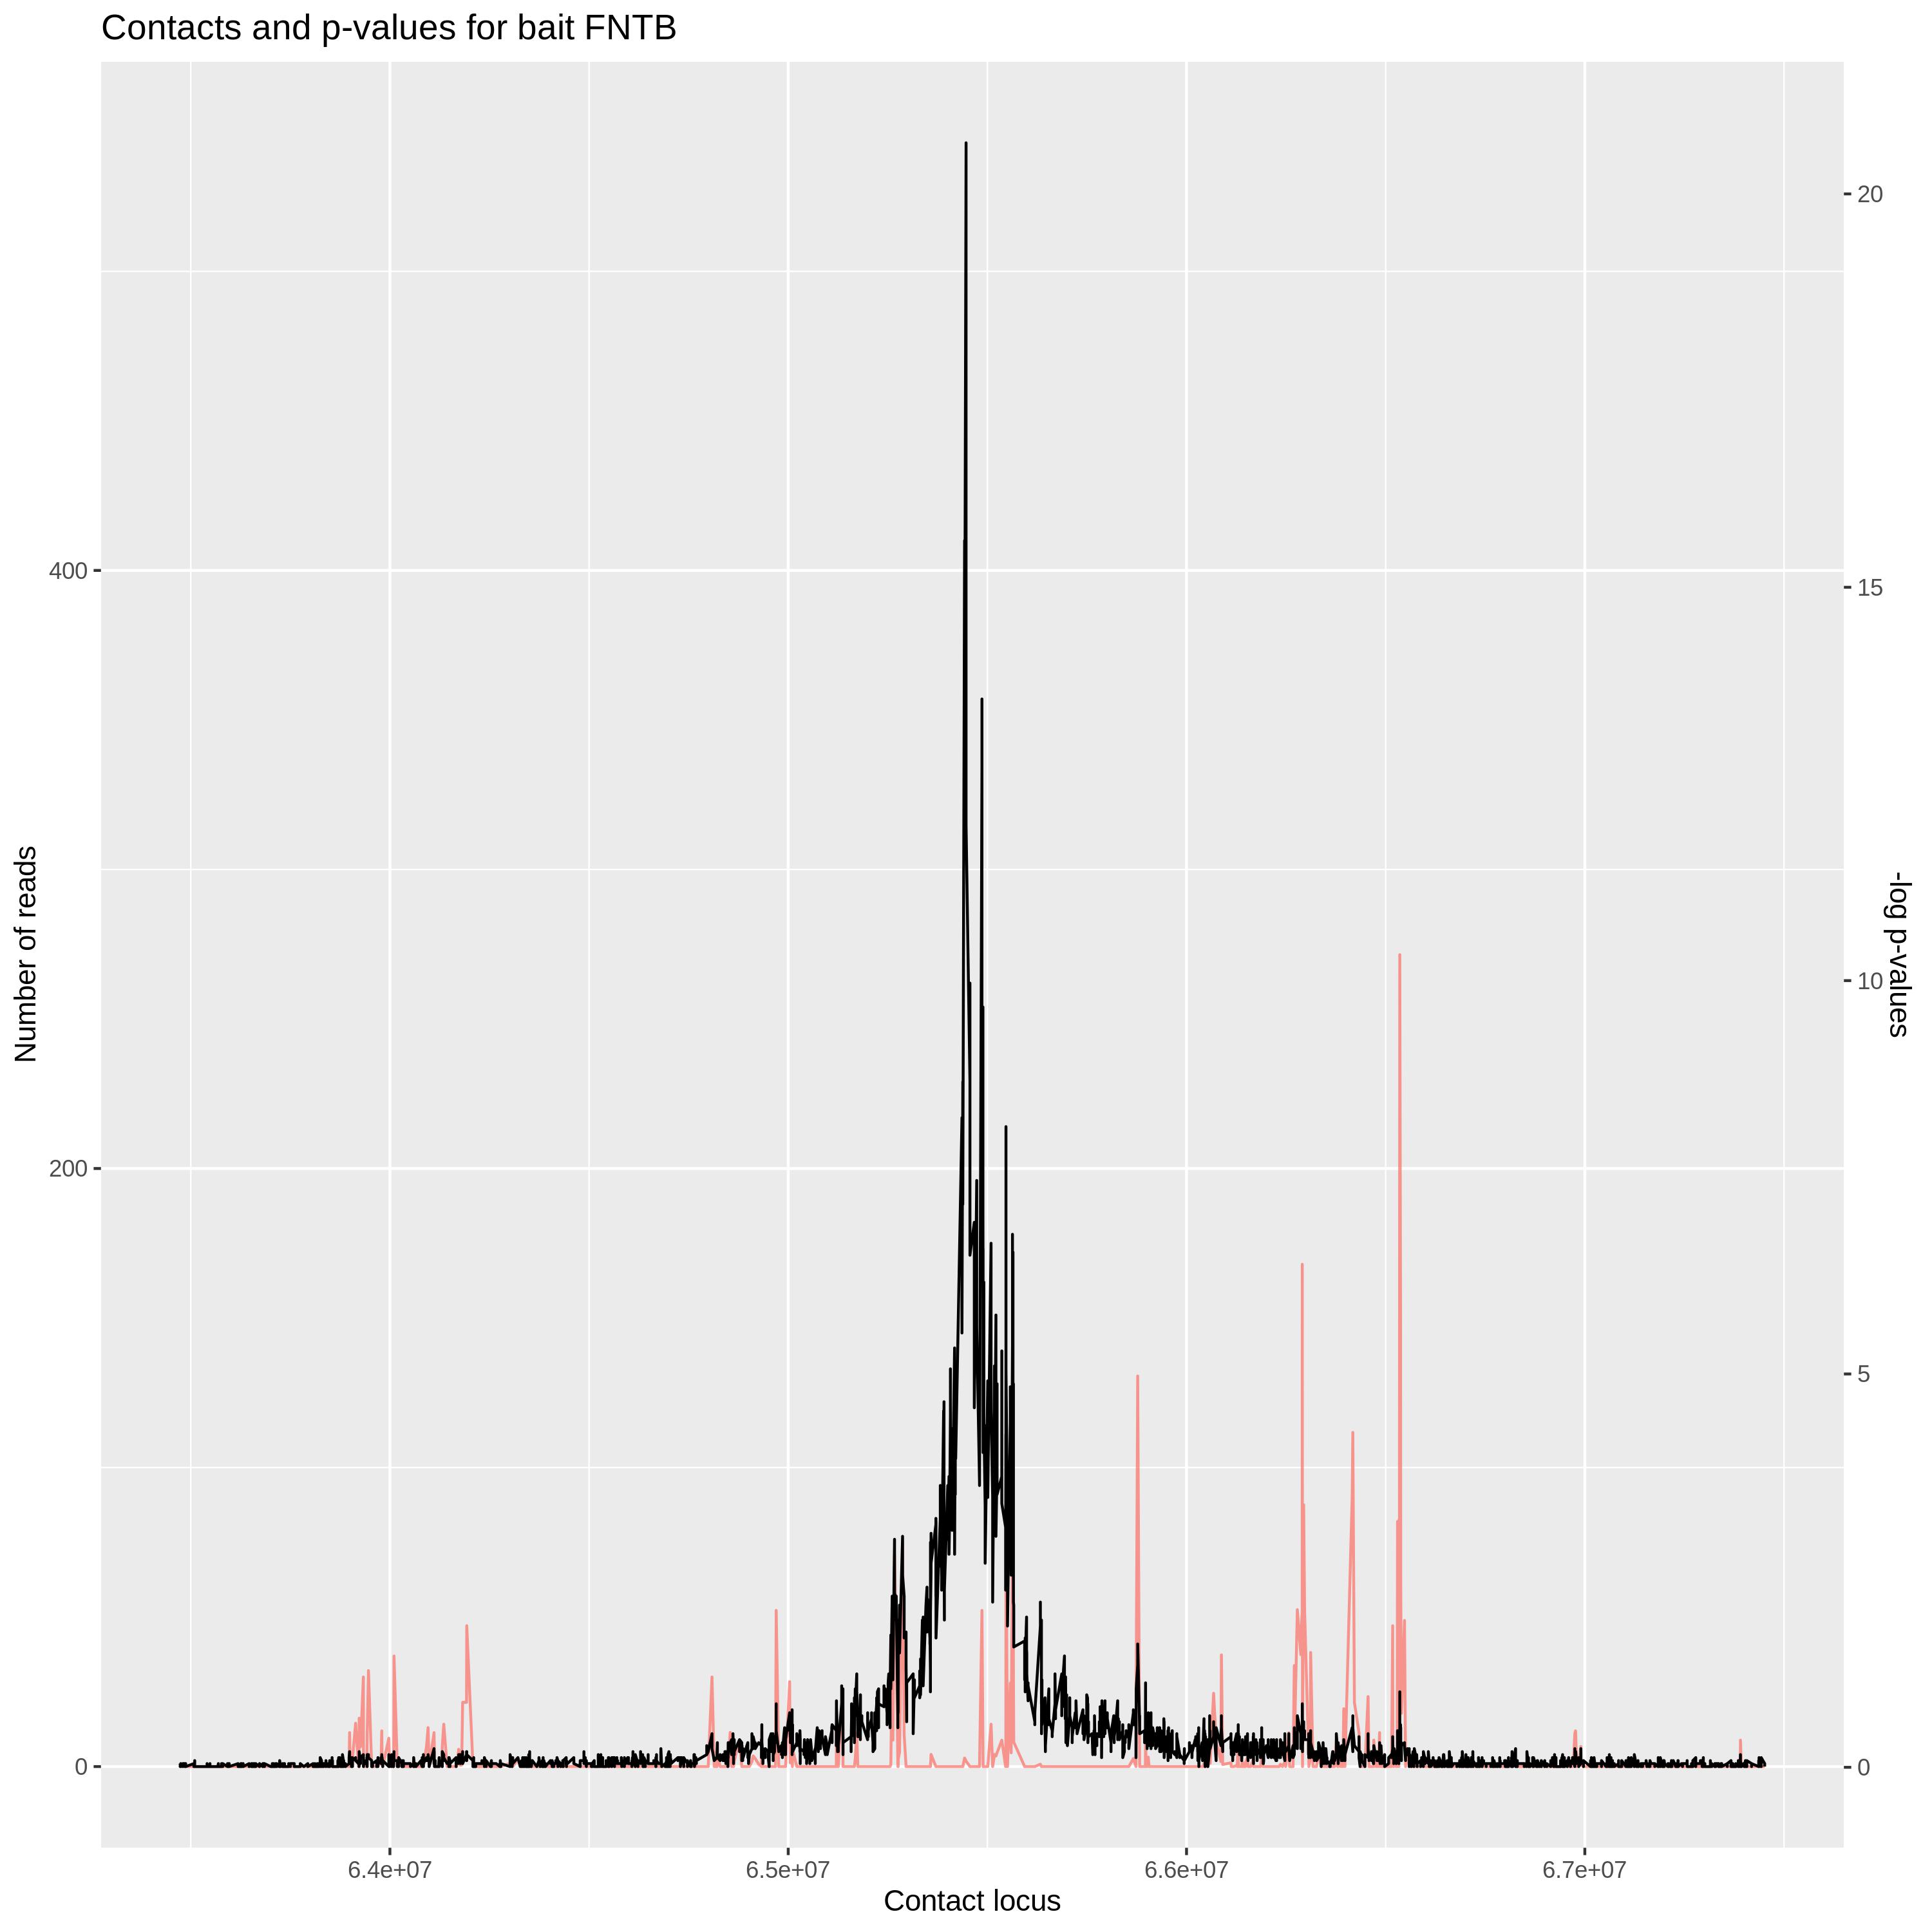 Contacts and p-values for bait FNTB
400
200
0
Number of reads
20
15
10
5
0
-log p-values
6.4e+07
6.5e+07
6.6e+07
6.7e+07
Contact locus